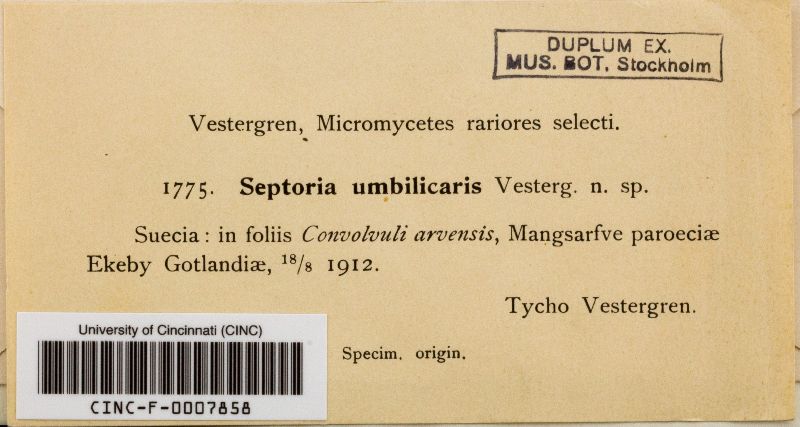 DUPLUM EX.
MUS. BOT. Stockholm
Vestergren, Micromycetes rariores selecti.
1775. Septoria umbilicaris Vesterg. n. sp.
Suecia: in foliis Convolvuli arvensis, Mangsarfve paroeciæ
Ekeby Gotlandiæ, 18/8 1912.
Tycho Vestergren.
Specim. origin.
University of Cincinnati (CINC)
CINC-F-0007858